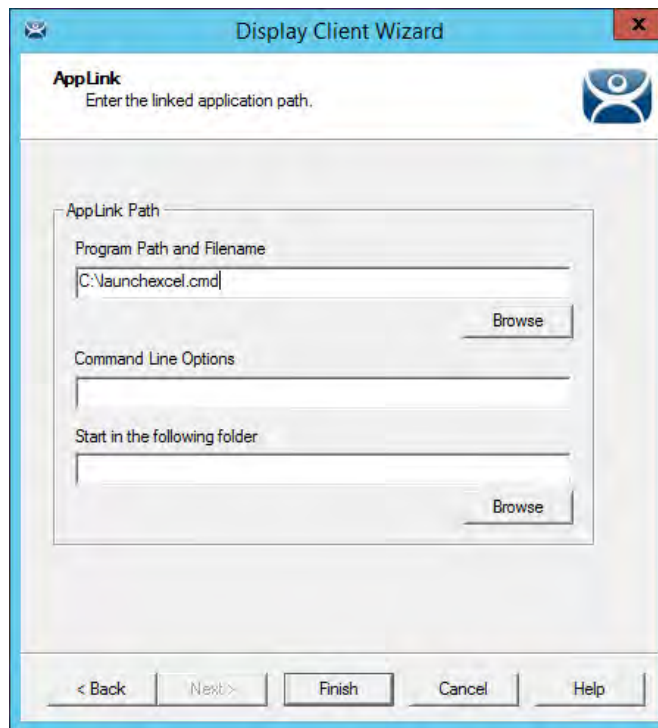 Display Client Wizard
x
AppLink
Enter the linked application path.
AppLink Path
Program Path and Filename
C:\launchexcel.cmd
Browse
Command Line Options
Start in the following folder
Browse
< Back Next > Finish Cancel Help